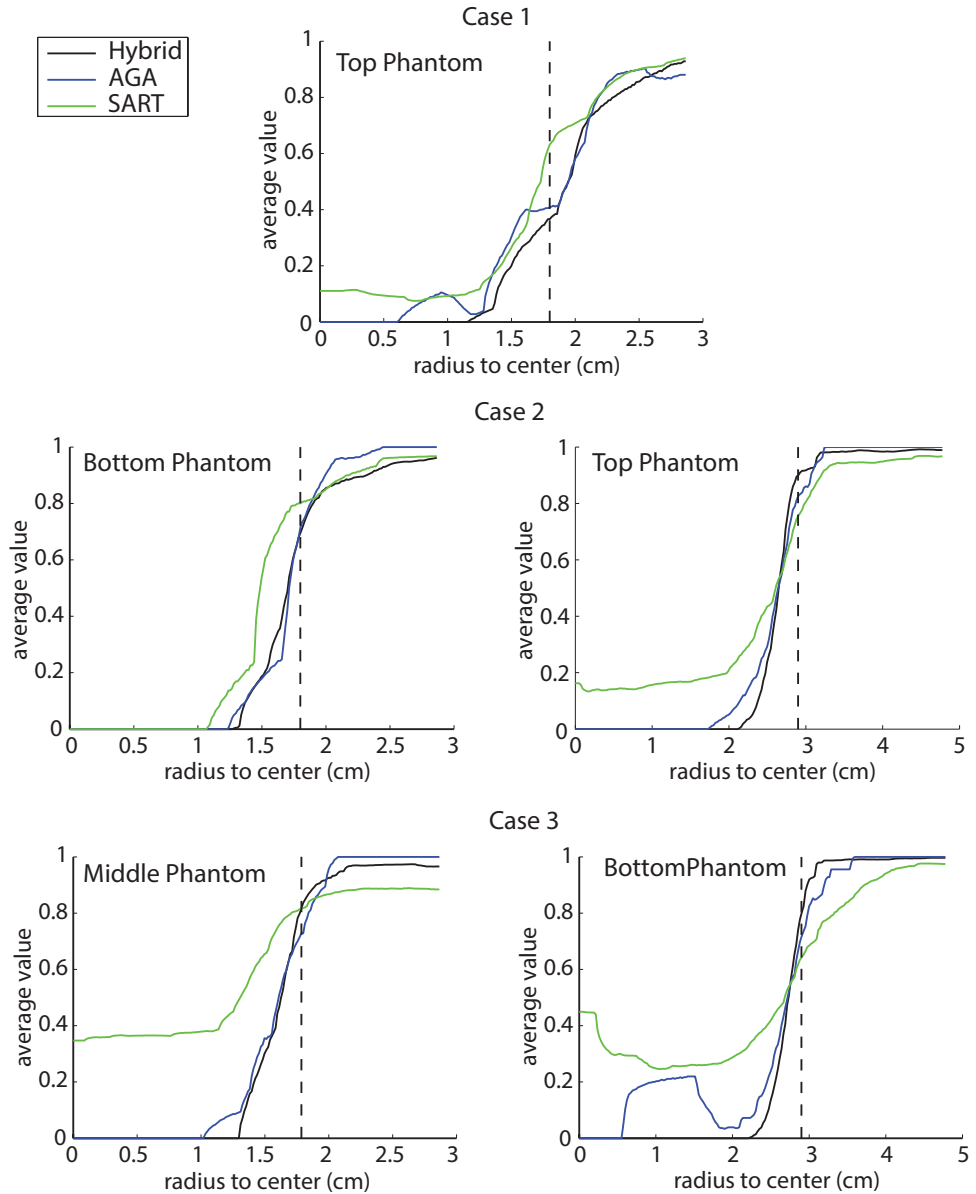 Case 1
Hybrid
AGA
SART
Top Phantom
1
0.8
0.6
0.4
0.2
0
average value
0 0.5 1 1.5 2 2.5 3
radius to center (cm)
Case 2
Bottom Phantom
1
0.8
0.6
0.4
0.2
0
average value
0 0.5 1 1.5 2 2.5 3
radius to center (cm)
Top Phantom
1
0.8
0.6
0.4
0.2
0
average value
0 1 2 3 4 5
radius to center (cm)
Case 3
Middle Phantom
1
0.8
0.6
0.4
0.2
0
average value
0 0.5 1 1.5 2 2.5 3
radius to center (cm)
BottomPhantom
1
0.8
0.6
0.4
0.2
0
average value
0 1 2 3 4 5
radius to center (cm)